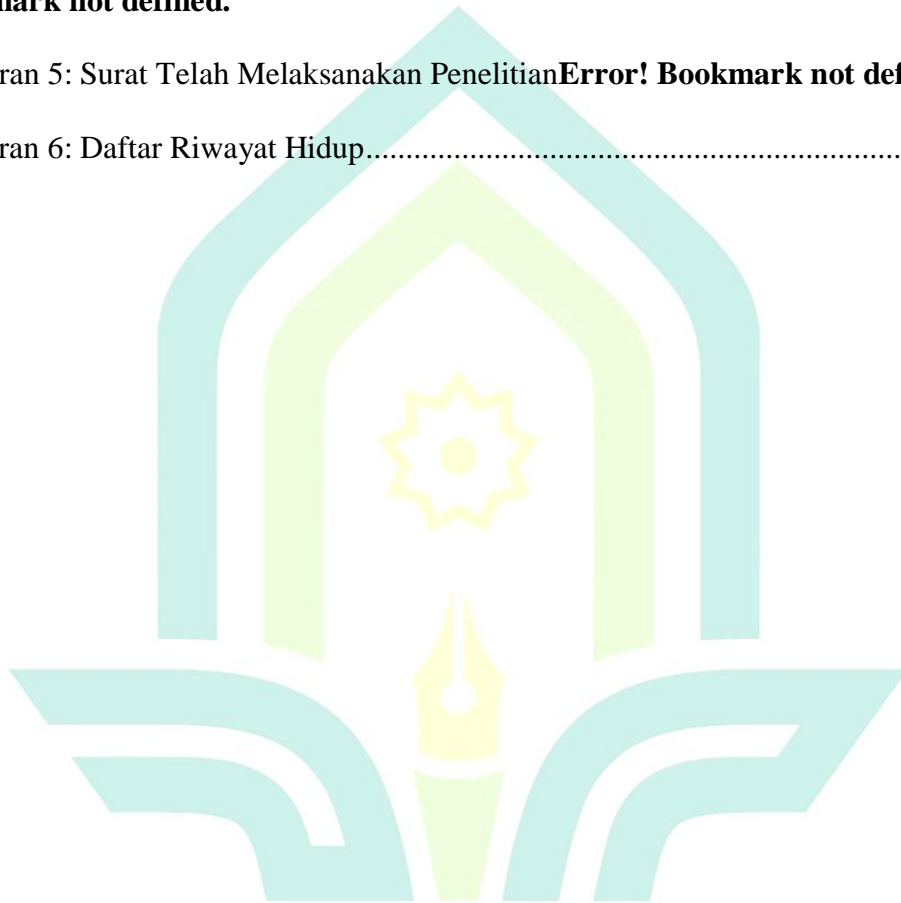 mark not defined.
ran 5: Surat Telah Melaksanakan PenelitianError! Bookmark not def
ran 6: Daftar Riwayat Hidup....................................................................